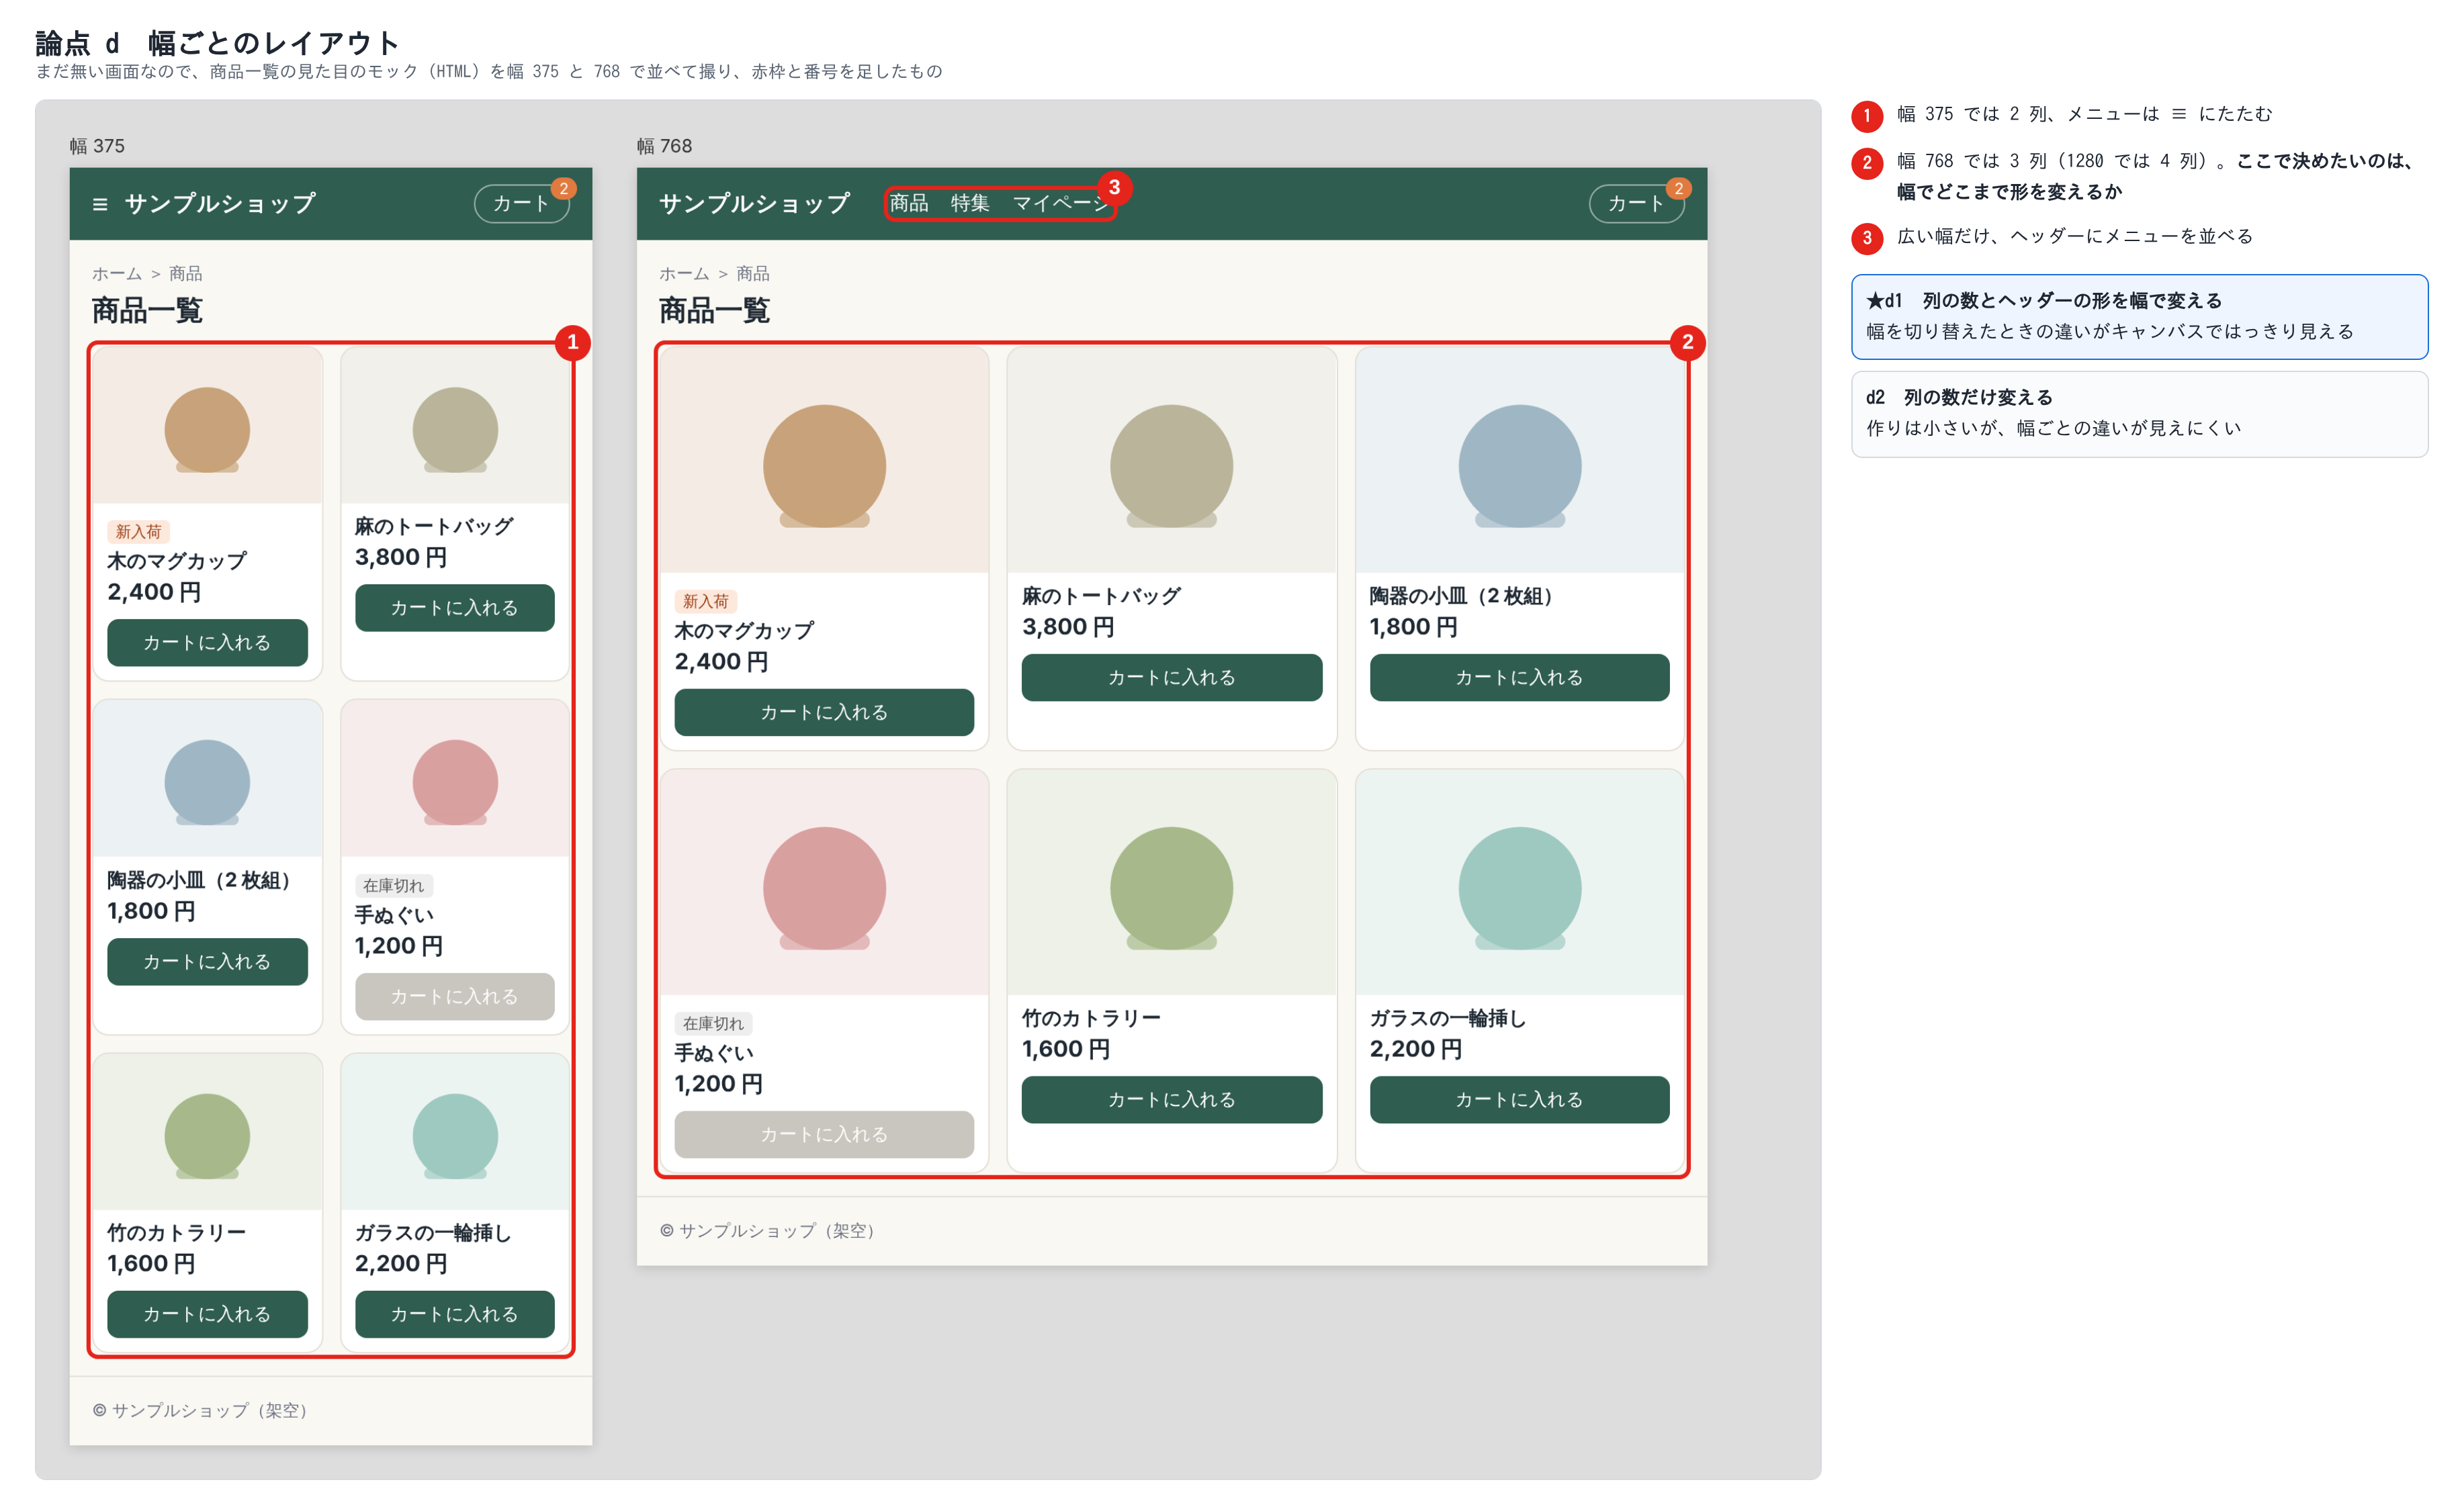 論点 d 幅ごとのレイアウト
まだ無い画面なので、商品一覧の見た目のモック（HTML）を幅 375 と 768 で並べて撮り、赤枠と番号を足したもの
幅 375
≡ サンプルショップ カート 2
ホーム > 商品
商品一覧
1
新入荷
木のマグカップ
2,400 円
カートに入れる
麻のトートバッグ
3,800 円
カートに入れる
陶器の小皿（2 枚組）
1,800 円
カートに入れる
在庫切れ
手ぬぐい
1,200 円
カートに入れる
竹のカトラリー
1,600 円
カートに入れる
ガラスの一輪挿し
2,200 円
カートに入れる
© サンプルショップ（架空）
幅 768
サンプルショップ 商品 特集 マイページ 3 カート 2
ホーム > 商品
商品一覧
2
新入荷
木のマグカップ
2,400 円
カートに入れる
麻のトートバッグ
3,800 円
カートに入れる
陶器の小皿（2 枚組）
1,800 円
カートに入れる
在庫切れ
手ぬぐい
1,200 円
カートに入れる
竹のカトラリー
1,600 円
カートに入れる
ガラスの一輪挿し
2,200 円
カートに入れる
© サンプルショップ（架空）
1 幅 375 では 2 列、メニューは ≡ にたたむ
2 幅 768 では 3 列（1280 では 4 列）。ここで決めたいのは、
幅でどこまで形を変えるか
3 広い幅だけ、ヘッダーにメニューを並べる
★d1 列の数とヘッダーの形を幅で変える
幅を切り替えたときの違いがキャンバスではっきり見える
d2 列の数だけ変える
作りは小さいが、幅ごとの違いが見えにくい